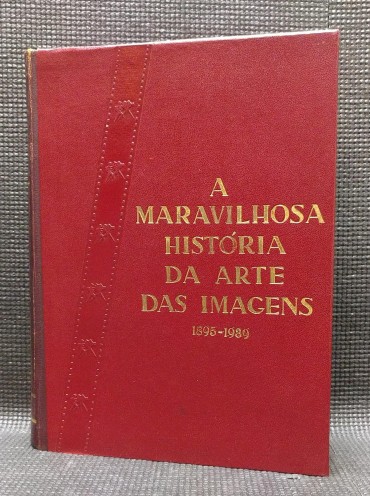 A
MARAVILHOSA
HISTÓRIA
DA ARTE
DAS IMAGENS
1895-1989